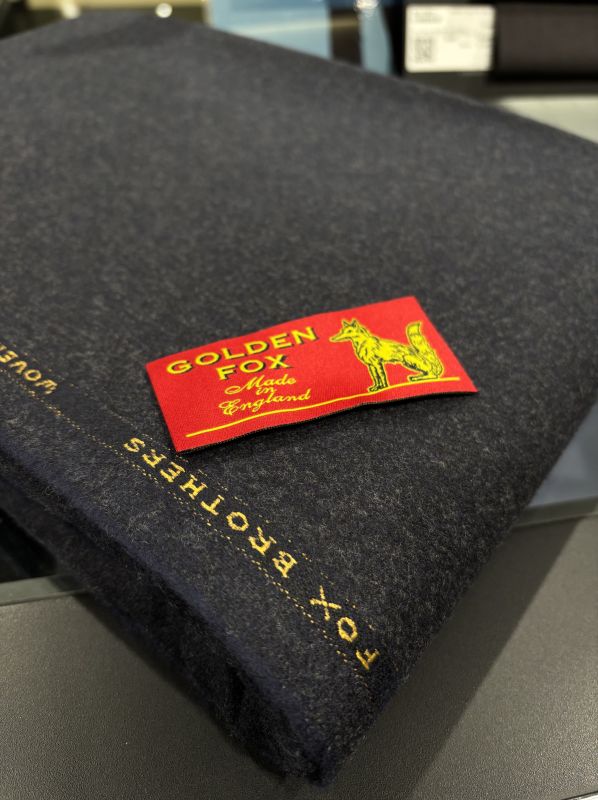 GOLDEN
FOX
Made
in
England
FOX BROTHERS
WOVEN